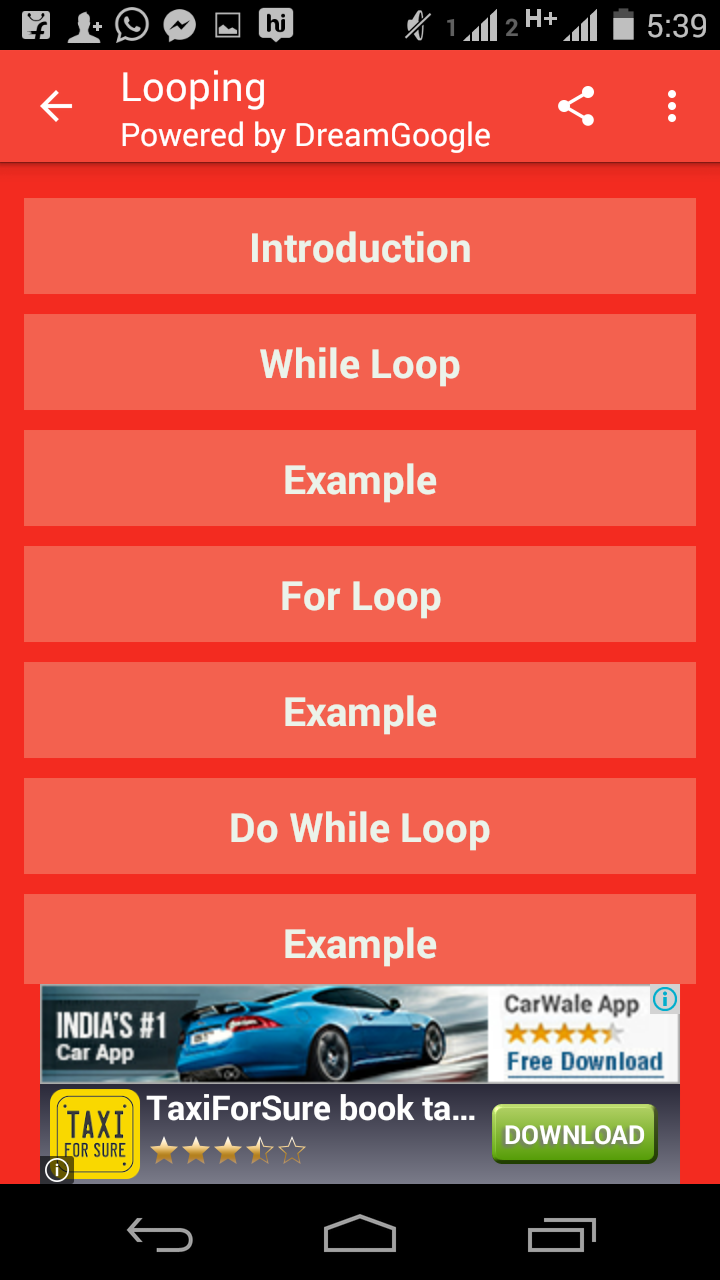 hi
1
2
H+
5:39
Looping
Powered by DreamGoogle
Introduction
While Loop
Example
For Loop
Example
Do While Loop
Example
INDIA'S #1
Car App
CarWale App
Free Download
TAXI
FOR SURE
TaxiForSure book ta...
DOWNLOAD